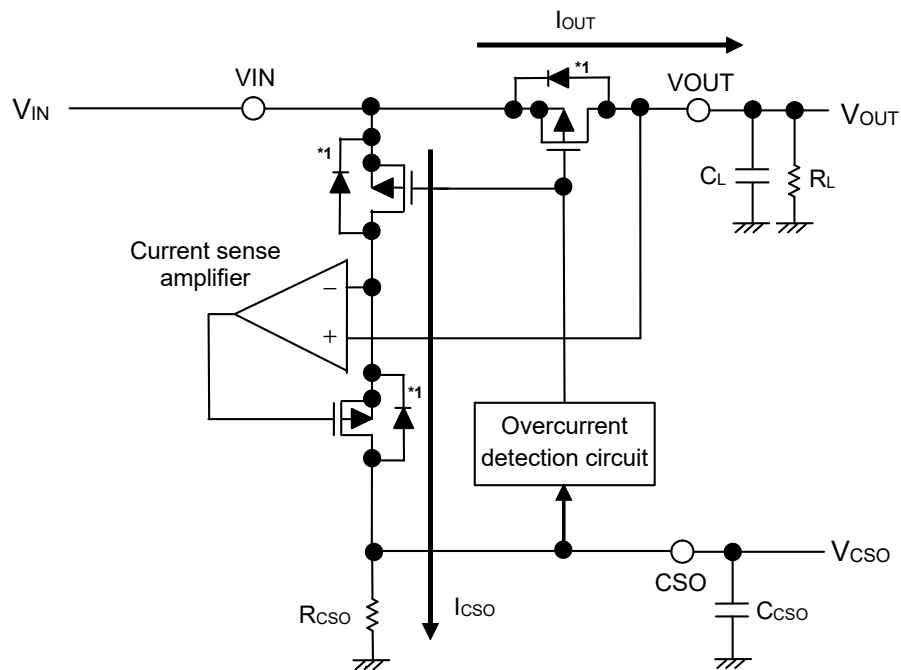 IOUT
VIN
*1
VOUT
VIN
VOUT
*1
CL
RL
Current sense
amplifier
−
+
*1
Overcurrent
detection circuit
VCSO
CSO
RCSO
ICSO
CCSO